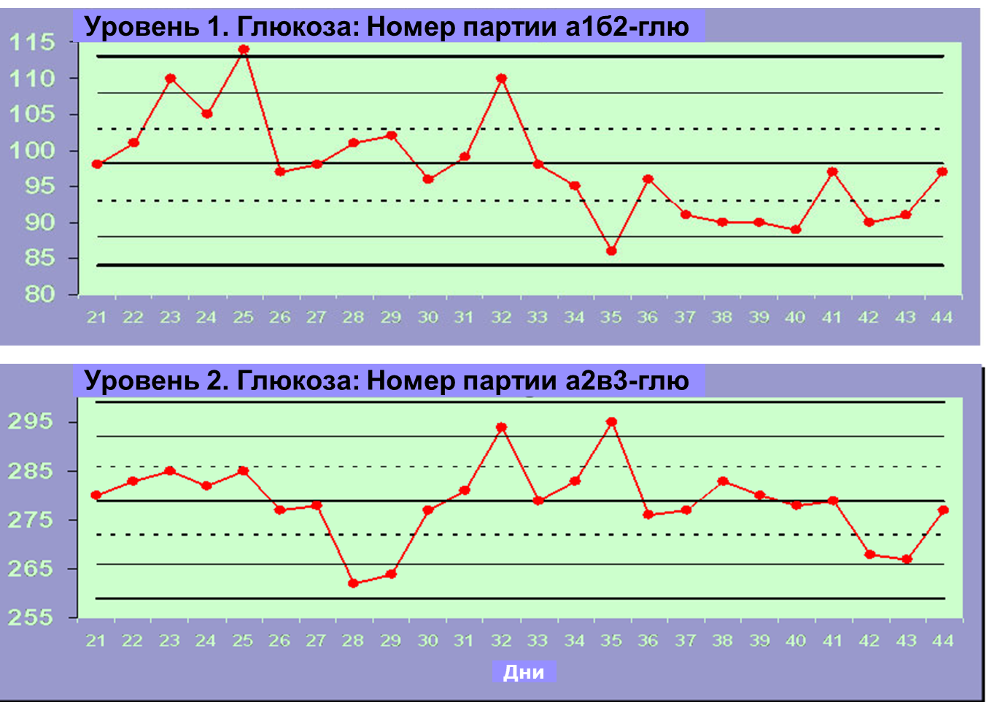 Уровень 1. Глюкоза: Номер партии а1б2-глю
115
110
105
100
95
90
85
80
21 22 23 24 25 26 27 28 29 30 31 32 33 34 35 36 37 38 39 40 41 42 43 44
Уровень 2. Глюкоза: Номер партии а2в3-глю
295
285
275
265
255
21 22 23 24 25 26 27 28 29 30 31 32 33 34 35 36 37 38 39 40 41 42 43 44
Дни